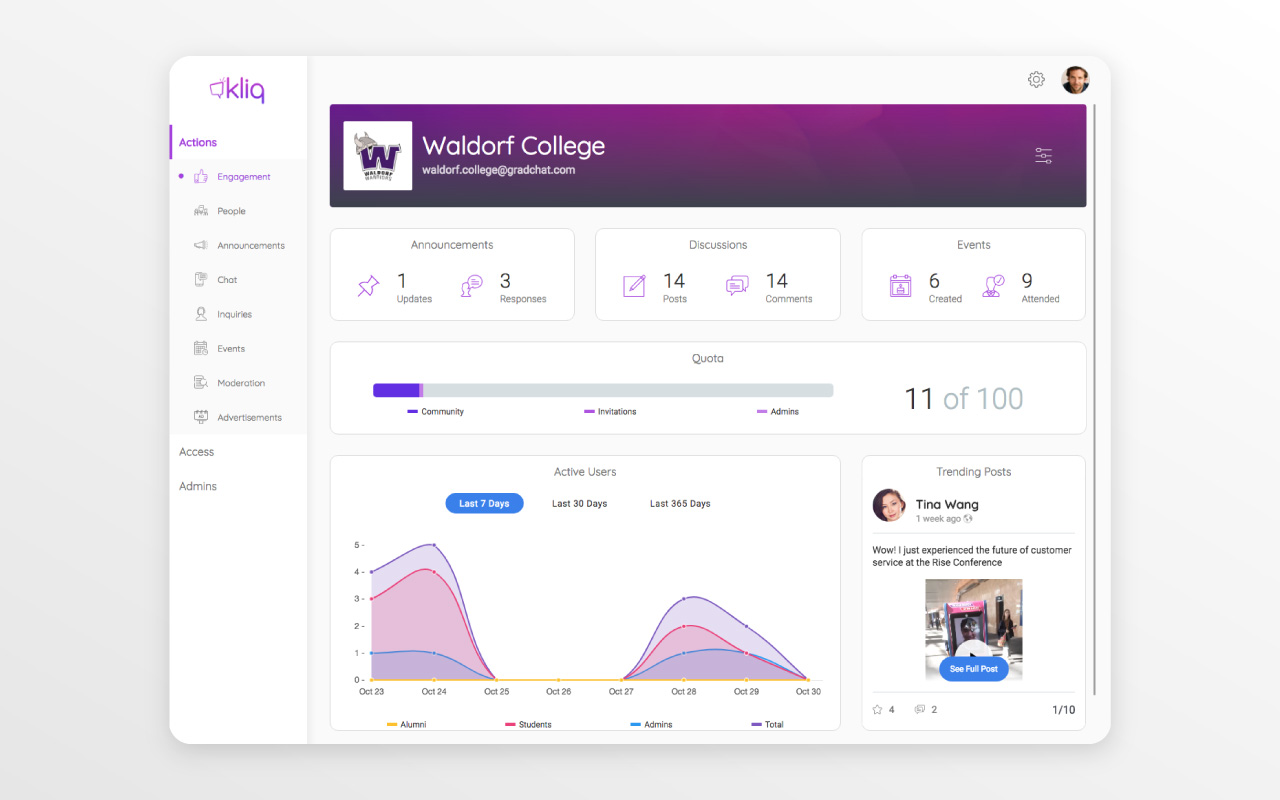 kliq
Actions
Engagement
People
Announcements
Chat
Inquiries
Events
Moderation
Advertisements
Access
Admins
W
WALDORF
WARRIORS
Waldorf College
waldorf.college@gradchat.com
Announcements
1
Updates
3
Responses
Discussions
14
Posts
14
Comments
Events
6
Created
9
Attended
Quota
Community
Invitations
Admins
11 of 100
Active Users
Last 7 Days
Last 30 Days
Last 365 Days
5
4
3
2
1
0
Oct 23
Oct 24
Oct 25
Oct 26
Oct 27
Oct 28
Oct 29
Oct 30
Alumni
Students
Admins
Total
Trending Posts
Tina Wang
1 week ago
Wow! I just experienced the future of customer
service at the Rise Conference
See Full Post
4
2
1/10